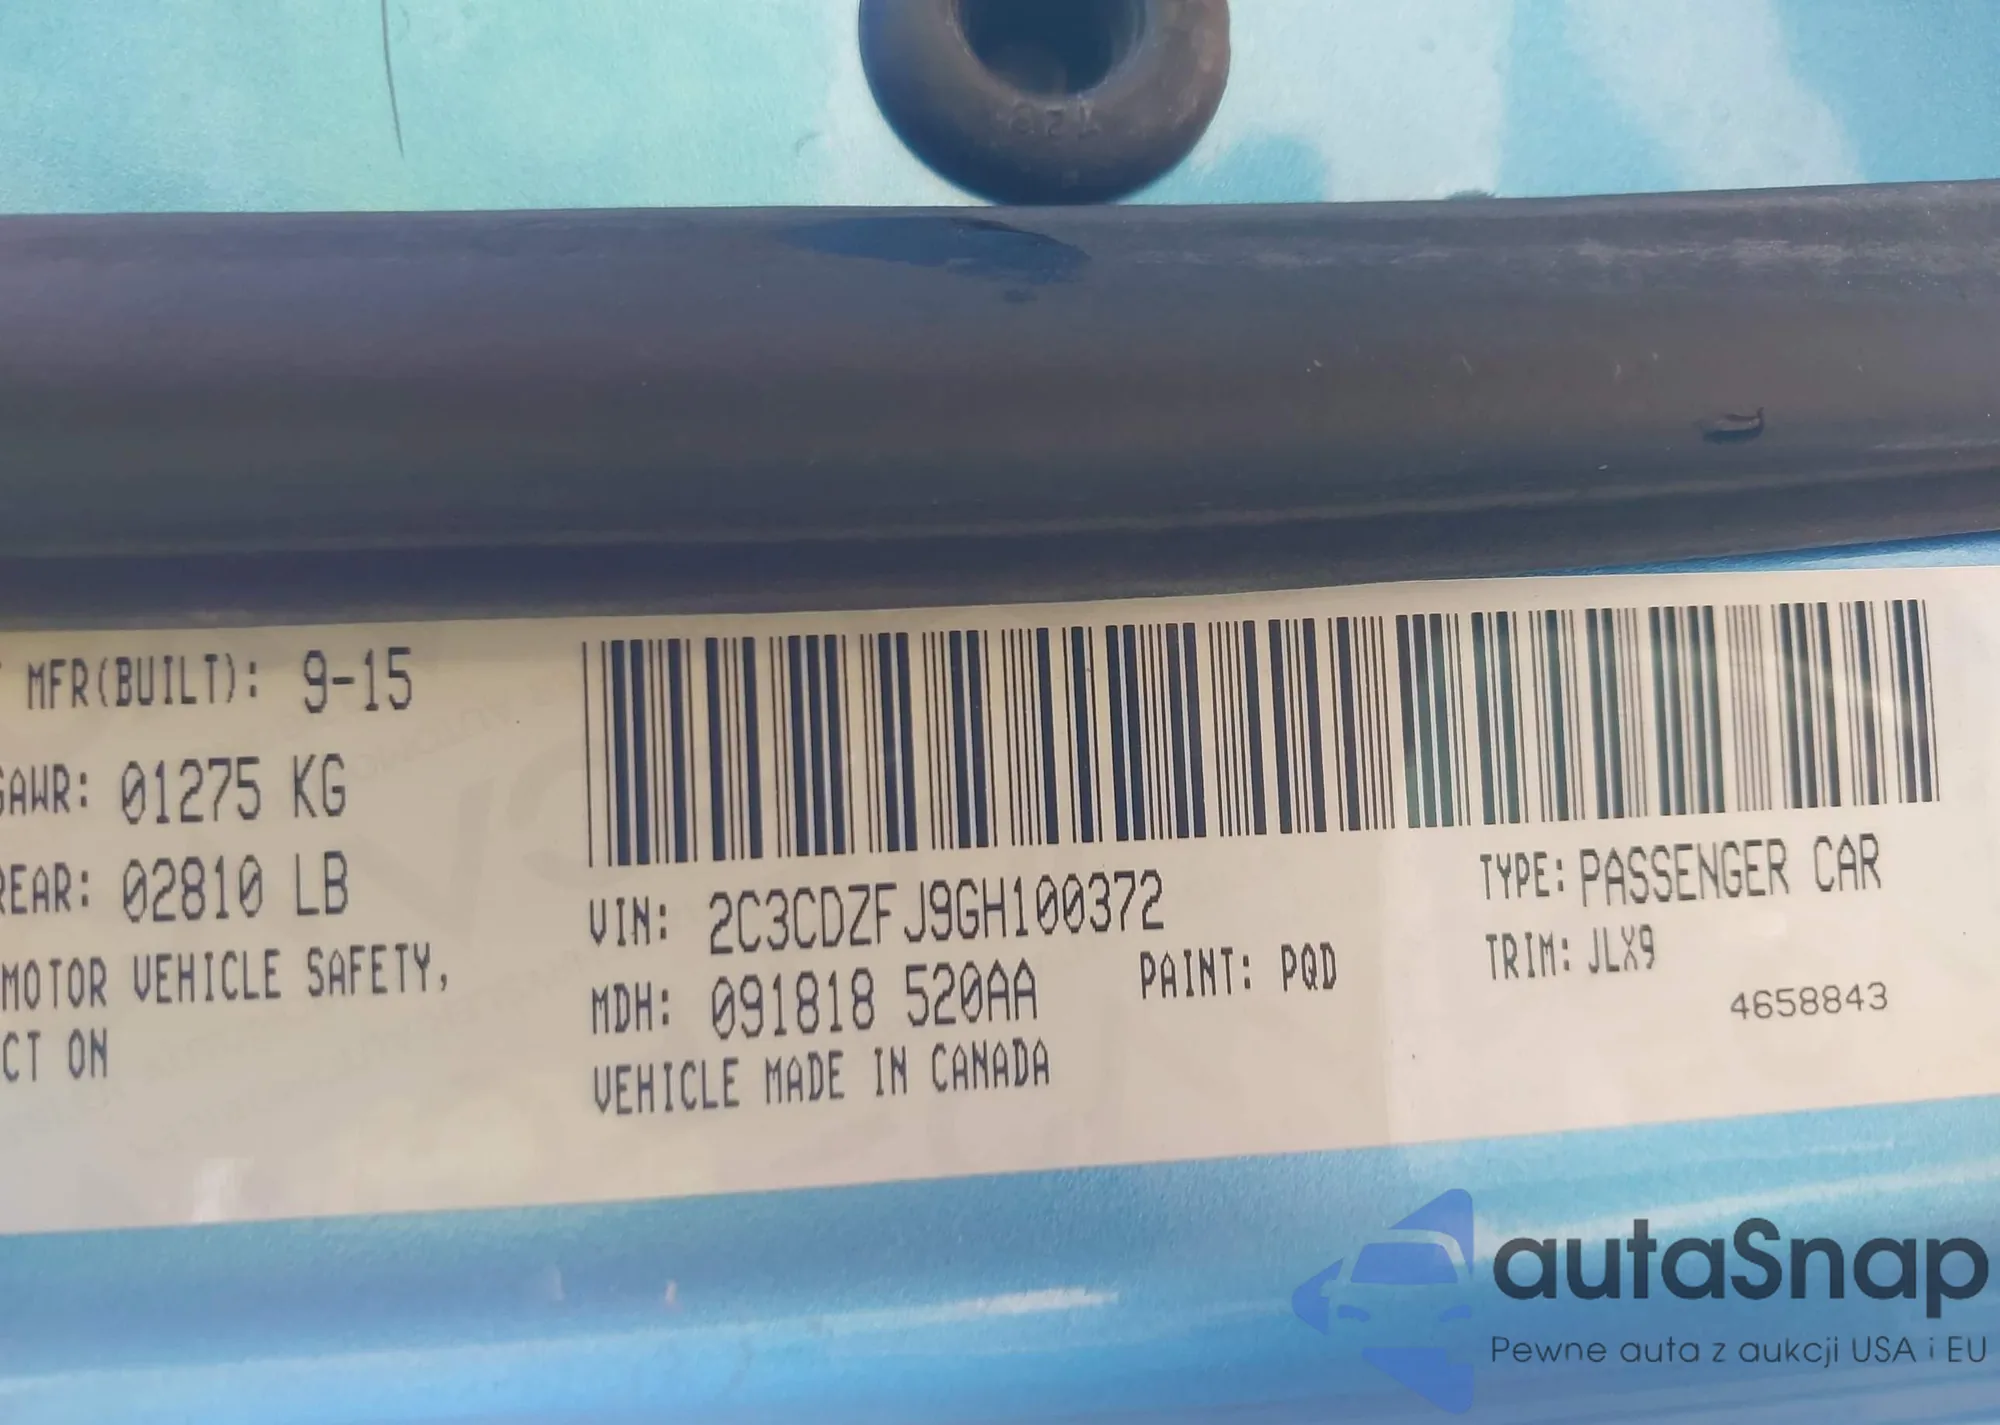 MFR(BUILT): 9-15
GAWR: 01275 KG
REAR: 02810 LB
MOTOR VEHICLE SAFETY,
CT ON
VIN: 2C3CDZFJ9GH100372
MDH: 091818 520AA
PAINT: PQD
VEHICLE MADE IN CANADA
TYPE: PASSENGER CAR
TRIM: JLX9
4658843
autaSnap
Pewne auta z aukcji USA i EU